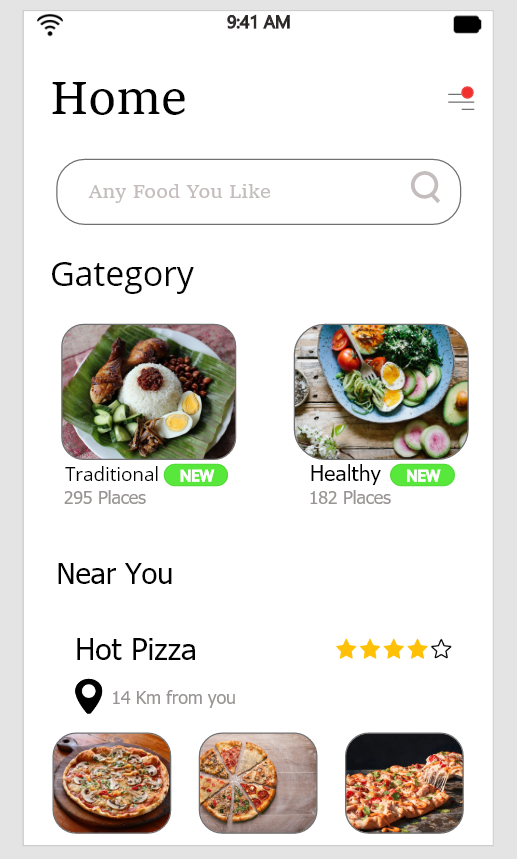 9:41 AM
Home
Any Food You Like
Gategory
Traditional NEW
295 Places
Healthy NEW
182 Places
Near You
Hot Pizza
14 Km from you